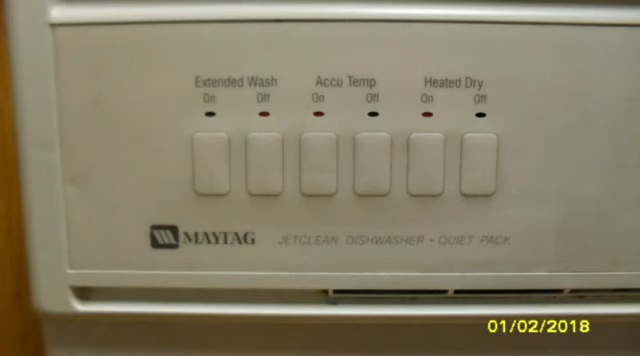 Extended Wash Accu Temp Heated Dry
On Off On Off On Off
MAYTAG JETCLEAN DISHWASHER • QUIET PACK
01/02/2018